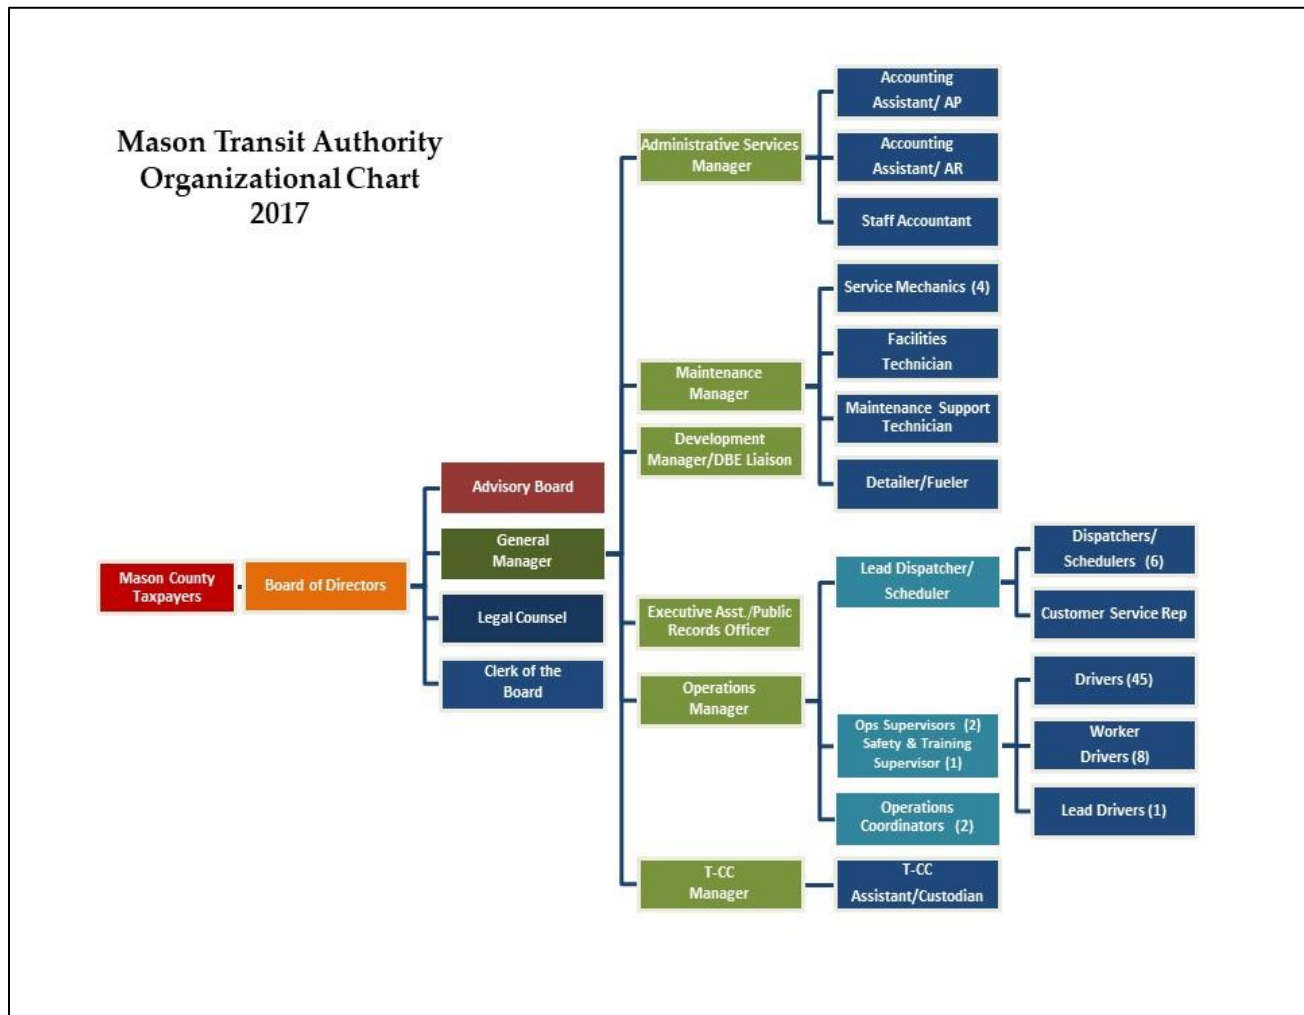 Mason Transit Authority
Organizational Chart
2017
Mason County
Taxpayers
Board of Directors
Advisory Board
General
Manager
Legal Counsel
Clerk of the
Board
Administrative Services
Manager
Accounting
Assistant/ AP
Accounting
Assistant/ AR
Staff Accountant
Maintenance
Manager
Service Mechanics (4)
Facilities
Technician
Maintenance Support
Technician
Detailer/Fueler
Development
Manager/DBE Liaison
Executive Asst./Public
Records Officer
Operations
Manager
Lead Dispatcher/
Scheduler
Dispatchers/
Schedulers (6)
Customer Service Rep
Ops Supervisors (2)
Safety & Training
Supervisor (1)
Drivers (45)
Worker
Drivers (8)
Lead Drivers (1)
Operations
Coordinators (2)
T-CC
Manager
T-CC
Assistant/Custodian